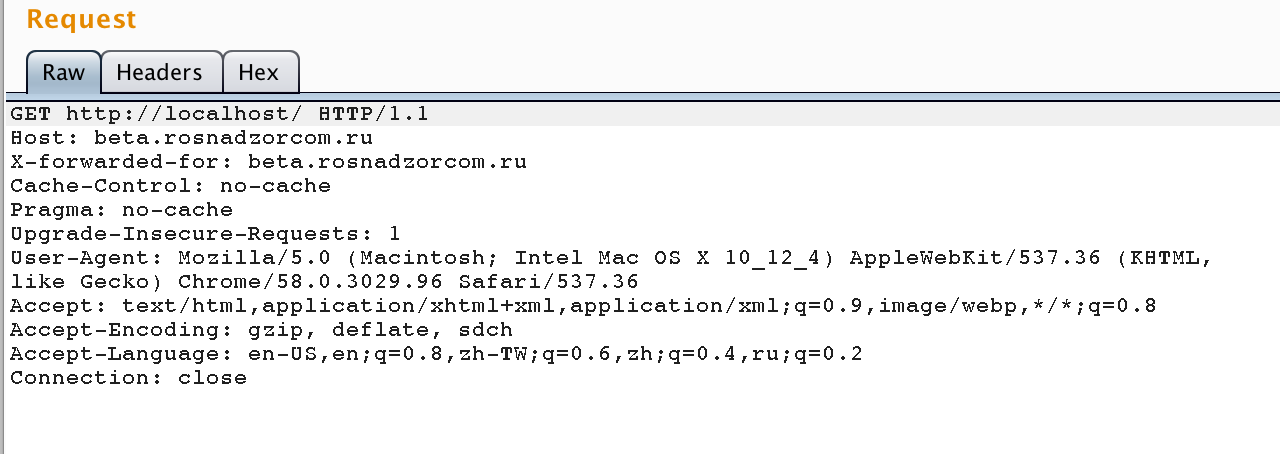 Request
Raw Headers Hex
GET http://localhost/ HTTP/1.1
Host: beta.rosnadzorcom.ru
X-forwarded-for: beta.rosnadzorcom.ru
Cache-Control: no-cache
Pragma: no-cache
Upgrade-Insecure-Requests: 1
User-Agent: Mozilla/5.0 (Macintosh; Intel Mac OS X 10_12_4) AppleWebKit/537.36 (KHTML,
like Gecko) Chrome/58.0.3029.96 Safari/537.36
Accept: text/html,application/xhtml+xml,application/xml;q=0.9,image/webp,*/*;q=0.8
Accept-Encoding: gzip, deflate, sdch
Accept-Language: en-US,en;q=0.8,zh-TW;q=0.6,zh;q=0.4,ru;q=0.2
Connection: close